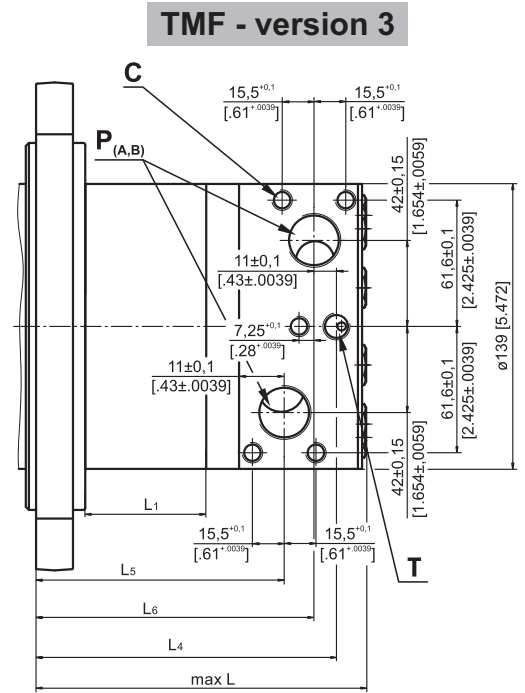 TMF - version 3
C
15,5+0,1
[.61+.0039]
15,5+0,1
[.61+.0039]
P(A,B)
42±0,15
[1.654±,0059]
11±0,1
[.43±.0039]
61,6±0,1
[2.425±.0039]
7,25+0,1
[.28+.0039]
ø139 [5.472]
11±0,1
[.43±.0039]
61,6±0,1
[2.425±.0039]
42±0,15
[1.654±,0059]
L1
15,5+0,1
[.61+.0039]
15,5+0,1
[.61+.0039]
L5
T
L6
L4
max L